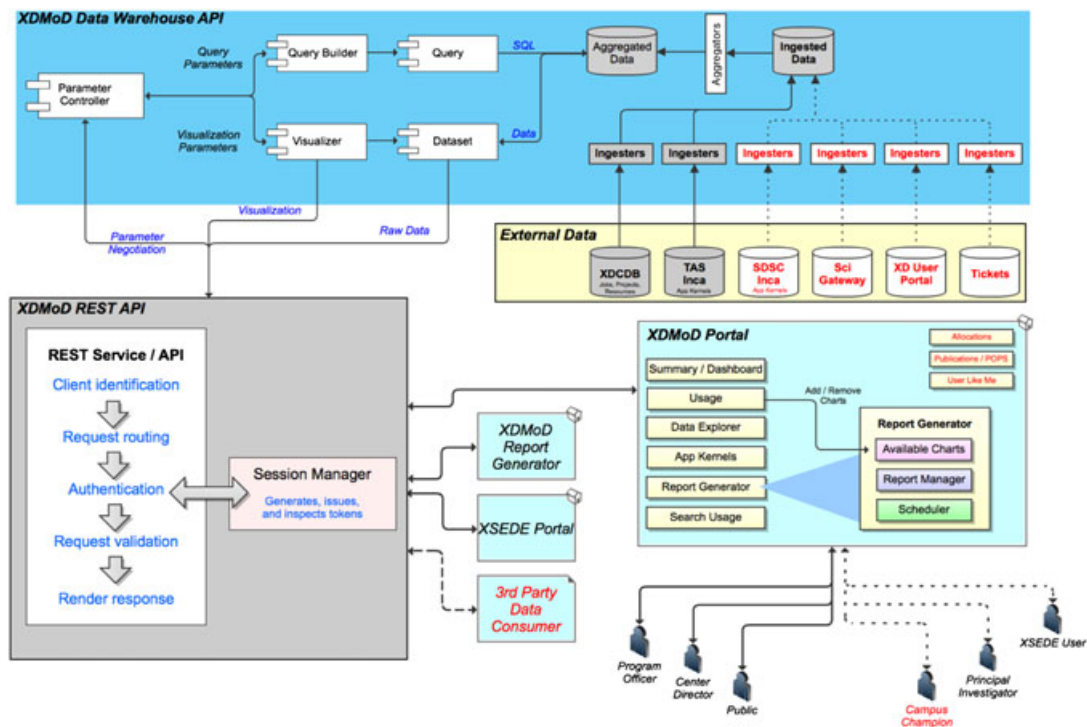 XDMoD Data Warehouse API
Query
Parameters
Query Builder
Query
SQL
Aggregated
Data
Aggregators
Ingested
Data
Parameter
Controller
Visualization
Parameters
Visualizer
Dataset
Data
Ingesters
Ingesters
Ingesters
Ingesters
Ingesters
Ingesters
Visualization
Parameter
Negotiation
Raw Data
External Data
XDCDB
Jobs, Projects,
Resources
TAS
Inca
App Kernels
SDSC
Inca
App Kernels
Sci
Gateway
XD User
Portal
Tickets
XDMoD REST API
REST Service / API
Client identification
Request routing
Authentication
Request validation
Render response
Session Manager
Generates, issues,
and inspects tokens
XDMoD
Report
Generator
XSEDE Portal
3rd Party
Data
Consumer
XDMoD Portal
Allocations
Publications / POPS
User Like Me
Summary / Dashboard
Usage
Data Explorer
App Kernels
Report Generator
Search Usage
Add / Remove
Charts
Report Generator
Available Charts
Report Manager
Scheduler
Program
Officer
Center
Director
Public
Campus
Champion
Principal
Investigator
XSEDE User